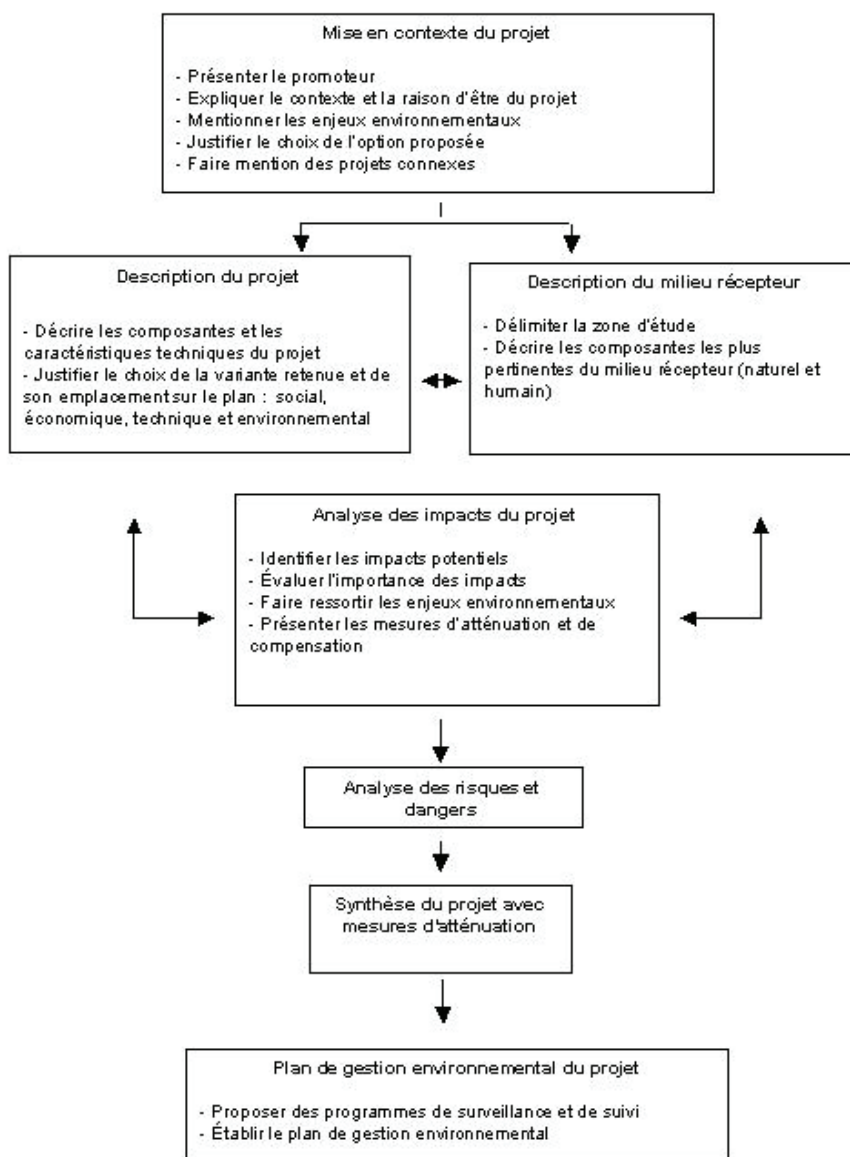 Mise en contexte du projet
- Présenter le promoteur
- Expliquer le contexte et la raison d'être du projet
- Mentionner les enjeux environnementaux
- Justifier le choix de l'option proposée
- Faire mention des projets connexes
Description du projet
- Décrire les composantes et les
caractéristiques techniques du projet
- Justifier le choix de la variante retenue et de
son emplacement sur le plan : social,
économique, technique et environnemental
Description du milieu récepteur
- Délimiter la zone d'étude
- Décrire les composantes les plus
pertinentes du milieu récepteur (naturel et
humain)
Analyse des impacts du projet
- Identifier les impacts potentiels
- Évaluer l'importance des impacts
- Faire ressortir les enjeux environnementaux
- Présenter les mesures d'atténuation et de
compensation
Analyse des risques et
dangers
Synthèse du projet avec
mesures d'atténuation
Plan de gestion environnemental du projet
- Proposer des programmes de surveillance et de suivi
- Établir le plan de gestion environnemental